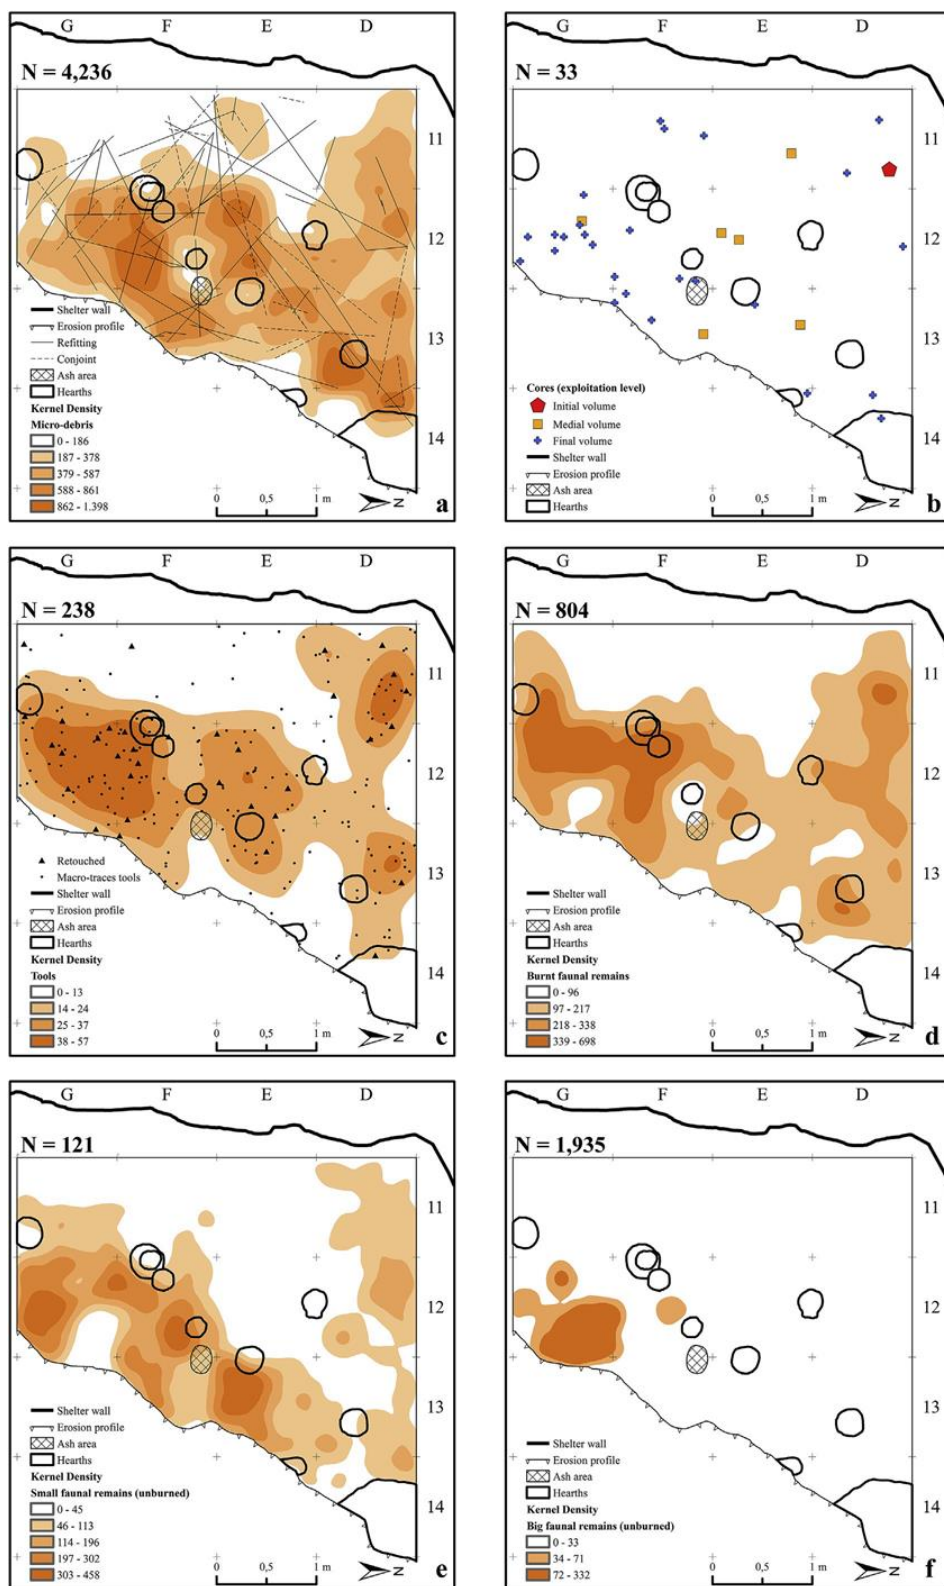 G F E D
N = 4,236
11
12
13
14
Shelter wall
Erosion profile
Refitting
Conjoint
Ash area
Hearths
Kernel Density
Micro-debris
0 - 186
187 - 378
379 - 587
588 - 861
862 - 1.398
0 0,5 1 m
N
a
G F E D
N = 33
11
12
13
14
Cores (exploitation level)
Initial volume
Medial volume
Final volume
Shelter wall
Erosion profile
Ash area
Hearths
0 0,5 1 m
N
b
G F E D
N = 238
11
12
13
14
Retouched
Macro-traces tools
Shelter wall
Erosion profile
Ash area
Hearths
Kernel Density
Tools
0 - 13
14 - 24
25 - 37
38 - 57
0 0,5 1 m
N
c
G F E D
N = 804
11
12
13
14
Shelter wall
Erosion profile
Ash area
Hearths
Kernel Density
Burnt faunal remains
0 - 96
97 - 217
218 - 338
339 - 698
0 0,5 1 m
N
d
G F E D
N = 121
11
12
13
14
Shelter wall
Erosion profile
Ash area
Hearths
Kernel Density
Small faunal remains (unburned)
0 - 45
46 - 113
114 - 196
197 - 302
303 - 458
0 0,5 1 m
N
e
G F E D
N = 1,935
11
12
13
14
Shelter wall
Erosion profile
Ash area
Hearths
Kernel Density
Big faunal remains (unburned)
0 - 33
34 - 71
72 - 332
0 0,5 1 m
N
f